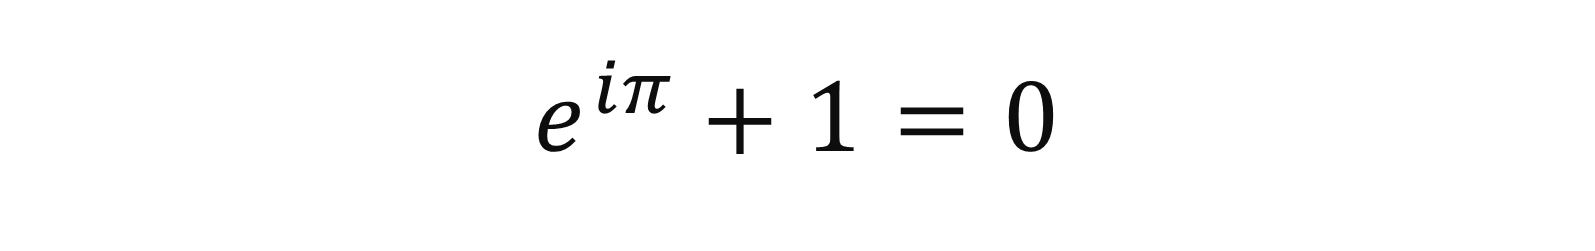 e^{iπ} + 1 = 0